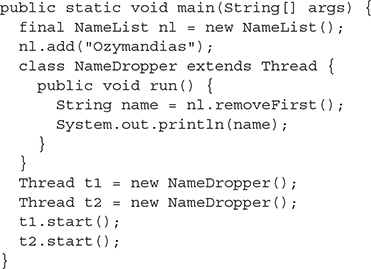 public static void main(String[] args) {
  final NameList nl = new NameList();
  nl.add("Ozymandias");
  class NameDropper extends Thread {
    public void run() {
      String name = nl.removeFirst();
      System.out.println(name);
    }
  }
  Thread t1 = new NameDropper();
  Thread t2 = new NameDropper();
  t1.start();
  t2.start();
}